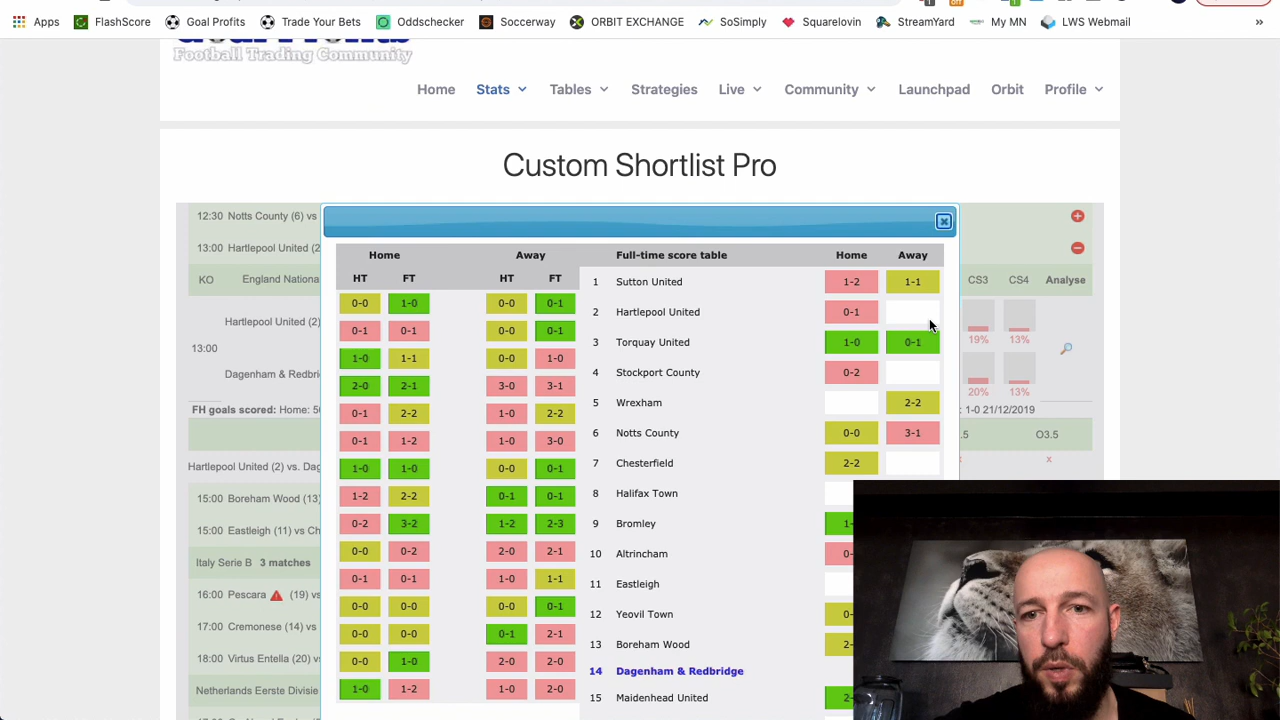 Apps FlashScore Goal Profits Trade Your Bets Oddschecker Soccerway ORBIT EXCHANGE SoSimply Squarelovin StreamYard My MN LWS Webmail »
Football Trading Community
Home Stats Tables Strategies Live Community Launchpad Orbit Profile
Custom Shortlist Pro
12:30 Notts County (6) vs
13:00 Hartlepool United (2
KO England Nationa
Hartlepool United (2)
13:00
Dagenham & Redbri
FH goals scored: Home: 50
Hartlepool United (2) vs. Dag
15:00 Boreham Wood (13)
15:00 Eastleigh (11) vs Ch
Italy Serie B 3 matches
16:00 Pescara (19) vs
17:00 Cremonese (14) vs
18:00 Virtus Entella (20) vs
Netherlands Eerste Divisie
Home Away Full-time score table Home Away
HT FT HT FT
0-0 1-0 0-0 0-1
0-1 0-1 0-0 0-1
1-0 1-1 0-0 1-0
2-0 2-1 3-0 3-1
0-1 2-2 1-0 2-2
0-1 1-2 1-0 3-0
1-0 1-0 0-0 0-1
1-2 2-2 0-1 0-1
0-2 3-2 1-2 2-3
0-0 0-2 2-0 2-1
0-1 0-1 1-0 1-1
0-0 0-0 0-0 0-1
0-0 0-0 0-1 2-1
0-0 1-0 2-0 2-0
1-0 1-2 1-0 2-0
1 Sutton United 1-2 1-1
2 Hartlepool United 0-1
3 Torquay United 1-0 0-1
4 Stockport County 0-2
5 Wrexham 2-2
6 Notts County 0-0 3-1
7 Chesterfield 2-2
8 Halifax Town
9 Bromley 1-
10 Altrincham 0-
11 Eastleigh
12 Yeovil Town 0-
13 Boreham Wood 2-
14 Dagenham & Redbridge
15 Maidenhead United 2-
CS3 CS4 Analyse
19% 13%
20% 13%
: 1-0 21/12/2019
.5 O3.5
x x